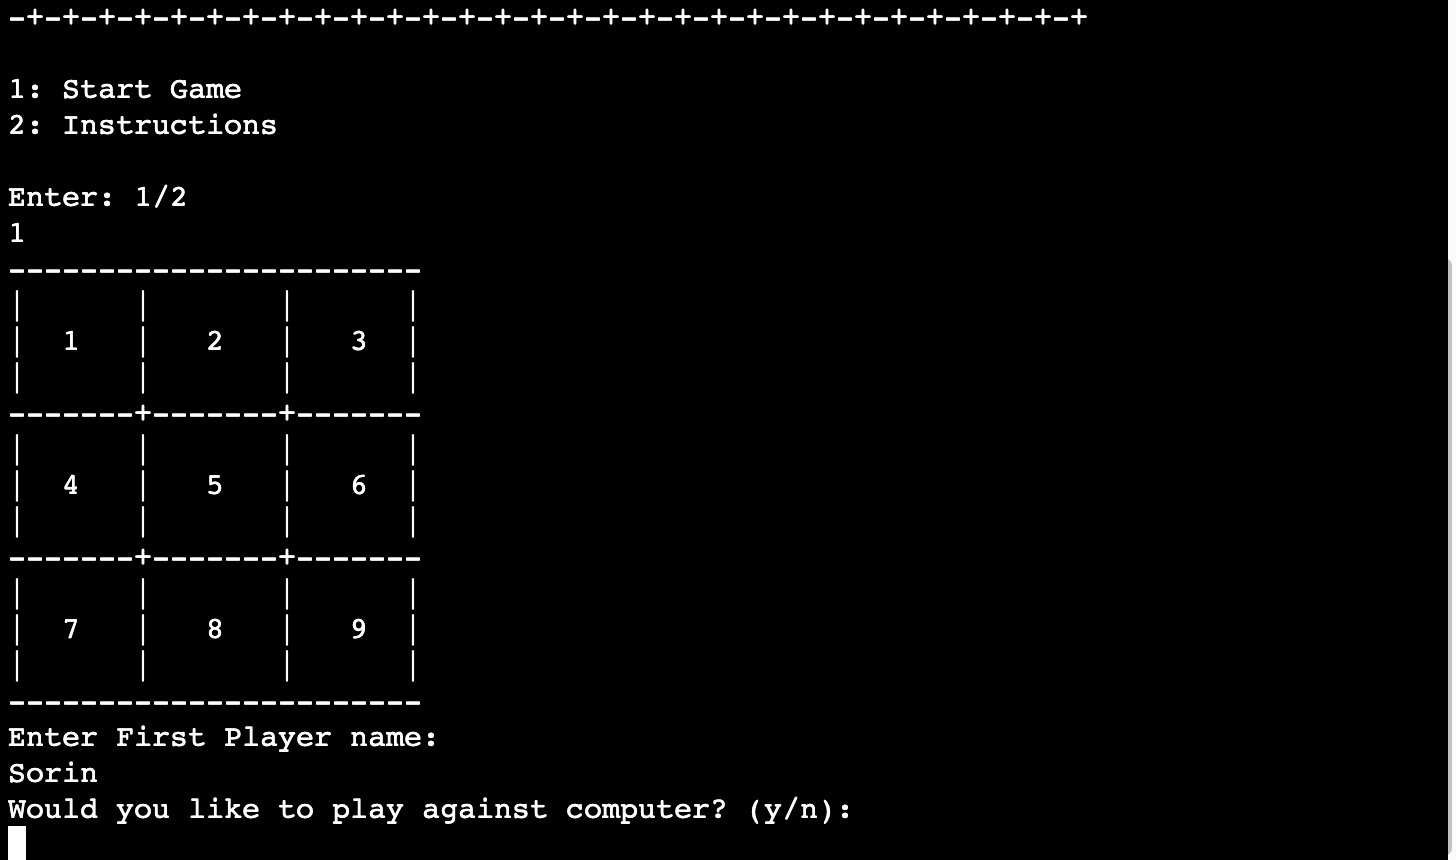 -+-+-+-+-+-+-+-+-+-+-+-+-+-+-+-+-+-+-+-+-+-+-+-+-+-+-+-+-+-+

1: Start Game
2: Instructions

Enter: 1/2
1
-----------------------
|      |       |      |
|  1   |   2   |   3  |
|      |       |      |
-------+-------+-------
|      |       |      |
|  4   |   5   |   6  |
|      |       |      |
-------+-------+-------
|      |       |      |
|  7   |   8   |   9  |
|      |       |      |
-----------------------
Enter First Player name:
Sorin
Would you like to play against computer? (y/n):